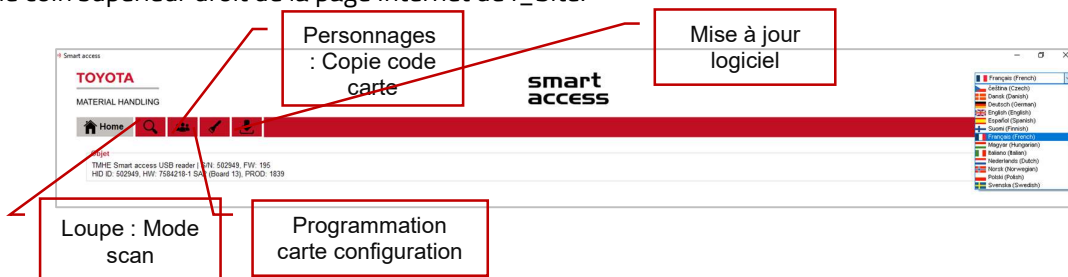 le coin supérieur droit de la page internet de I_Site.
Personnages
: Copie code
carte
Mise à jour
logiciel
Smart access
TOYOTA
MATERIAL HANDLING
smart
access
Français (French)
čeština (Czech)
Dansk (Danish)
Deutsch (German)
English (English)
Español (Spanish)
Suomi (Finnish)
Français (French)
Magyar (Hungarian)
Italiano (Italian)
Nederlands (Dutch)
Norsk (Norwegian)
Polski (Polish)
Svenska (Swedish)
Home
Objet
TMHE Smart access USB reader | S/N: 502949, FW: 195
HID ID: 502949, HW: 7584218-1 (Board 13), PROD: 1839
Loupe : Mode
scan
Programmation
carte configuration